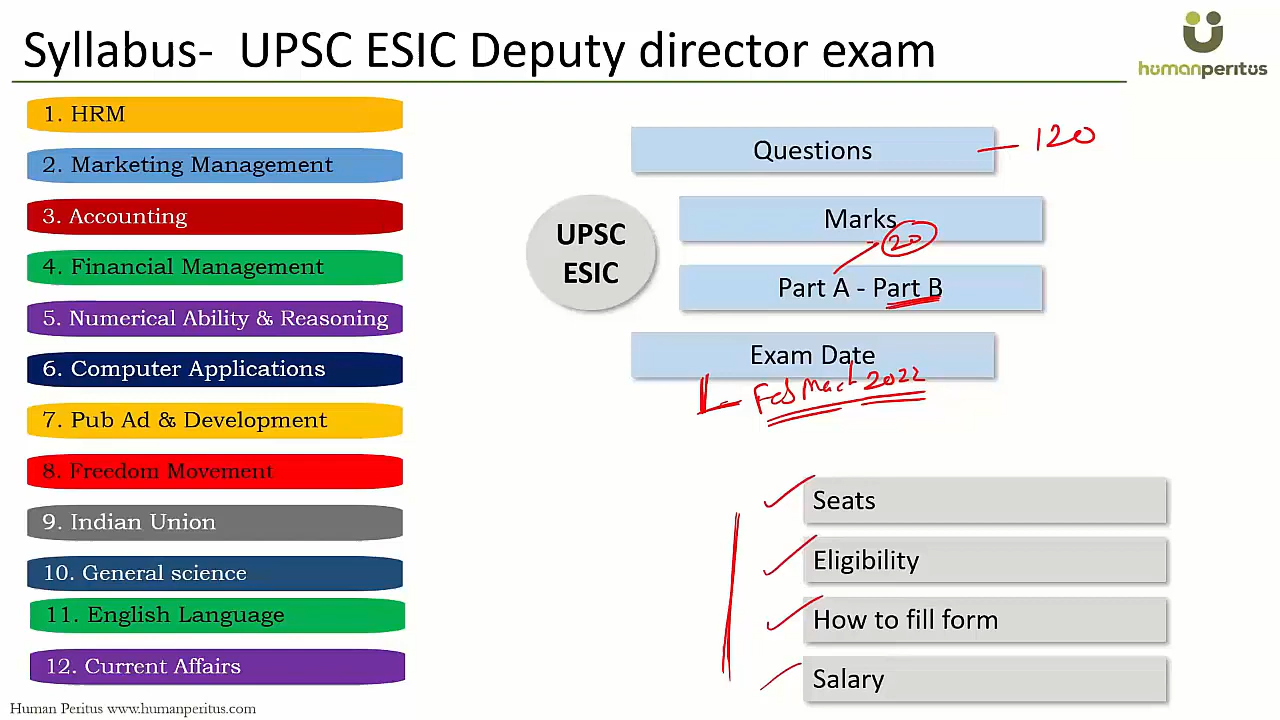 Syllabus- UPSC ESIC Deputy director exam
humanperitus
1. HRM
2. Marketing Management
3. Accounting
4. Financial Management
5. Numerical Ability & Reasoning
6. Computer Applications
7. Pub Ad & Development
8. Freedom Movement
9. Indian Union
10. General science
11. English Language
12. Current Affairs
UPSC
ESIC
Questions
120
Marks
20
Part A - Part B
Exam Date
2022
Seats
Eligibility
How to fill form
Salary
Human Peritus www.humanperitus.com